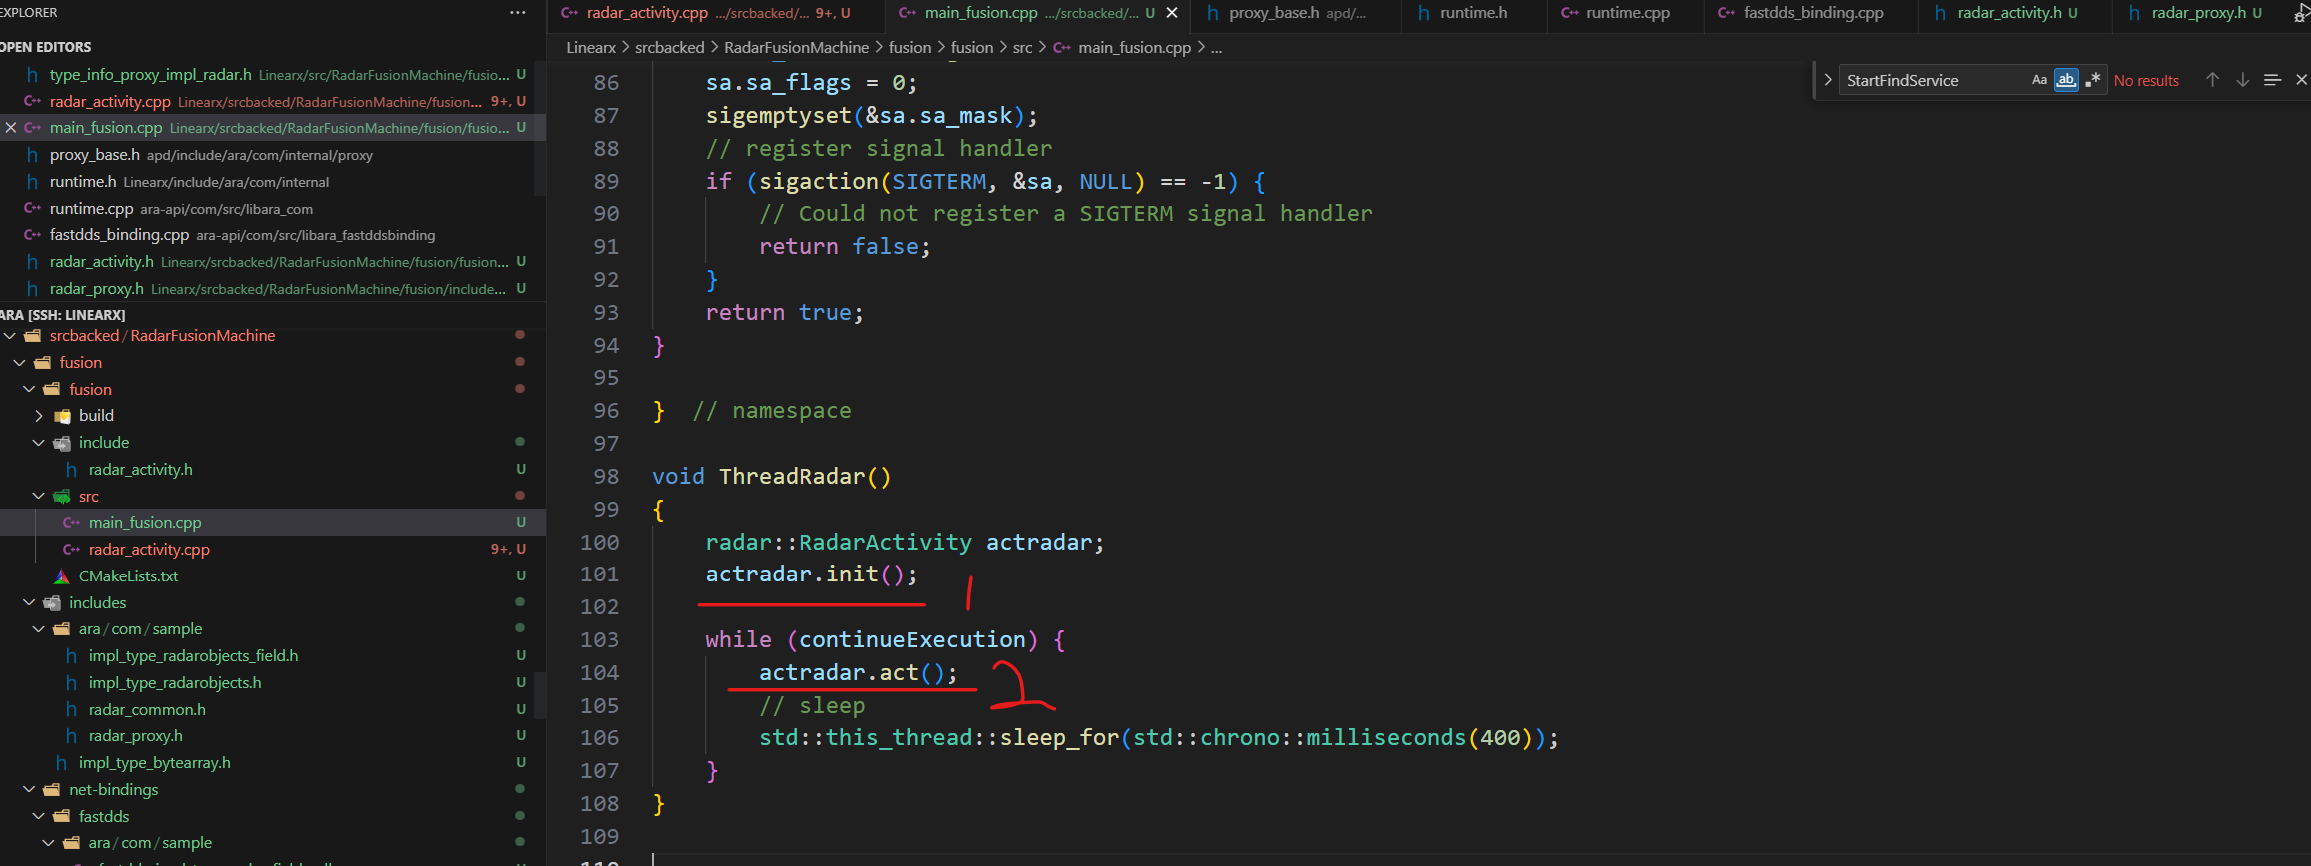 EXPLORER
...
radar_activity.cpp .../srcbacked/... 9+, U
main_fusion.cpp .../srcbacked/... U
proxy_base.h apd/...
runtime.h
runtime.cpp
fastdds_binding.cpp
radar_activity.h U
radar_proxy.h U
OPEN EDITORS
type_info_proxy_impl_radar.h Linearx/src/RadarFusionMachine/fusio... U
radar_activity.cpp Linearx/srcbacked/RadarFusionMachine/fusion... 9+, U
main_fusion.cpp Linearx/srcbacked/RadarFusionMachine/fusion/fusio... U
proxy_base.h apd/include/ara/com/internal/proxy
runtime.h Linearx/include/ara/com/internal
runtime.cpp ara-api/com/src/libara_com
fastdds_binding.cpp ara-api/com/src/libara_fastddsbinding
radar_activity.h Linearx/srcbacked/RadarFusionMachine/fusion/fusion... U
radar_proxy.h Linearx/srcbacked/RadarFusionMachine/fusion/include... U
ARA [SSH: LINEARX]
srcbacked / RadarFusionMachine
fusion
fusion
build
include
radar_activity.h U
src
main_fusion.cpp U
radar_activity.cpp 9+, U
CMakeLists.txt U
includes
ara / com / sample
impl_type_radarobjects_field.h U
impl_type_radarobjects.h U
radar_common.h U
radar_proxy.h U
impl_type_bytearray.h U
net-bindings
fastdds
ara / com / sample
Linearx > srcbacked > RadarFusionMachine > fusion > fusion > src > main_fusion.cpp > ...
StartFindService Aa ab .* No results
86 sa.sa_flags = 0;
87 sigemptyset(&sa.sa_mask);
88 // register signal handler
89 if (sigaction(SIGTERM, &sa, NULL) == -1) {
90 // Could not register a SIGTERM signal handler
91 return false;
92 }
93 return true;
94 }
95
96 } // namespace
97
98 void ThreadRadar()
99 {
100 radar::RadarActivity actradar;
101 actradar.init(); 1
102
103 while (continueExecution) {
104 actradar.act(); 2
105 // sleep
106 std::this_thread::sleep_for(std::chrono::milliseconds(400));
107 }
108 }
109